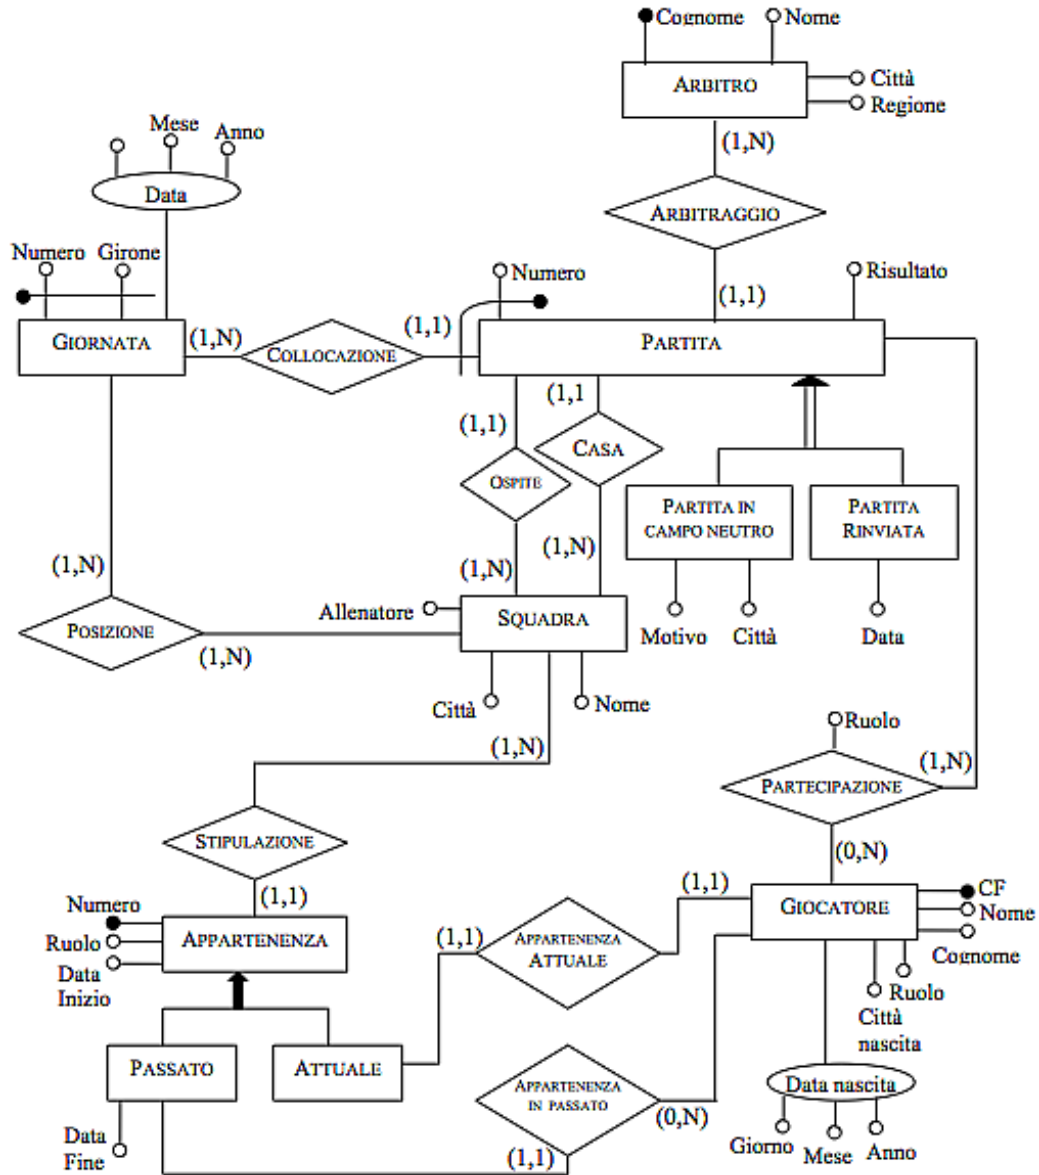 Cognome Nome
ARBITRO
Città
Regione
(1,N)
Mese
Anno
Data
ARBITRAGGIO
Numero Girone
Numero
Risultato
(1,1)
GIORNATA
(1,N)
COLLOCAZIONE
(1,1)
PARTITA
(1,1)
(1,1
CASA
OSPITE
PARTITA IN
CAMPO NEUTRO
PARTITA
RINVIATA
(1,N)
(1,N)
(1,N)
Allenatore
SQUADRA
POSIZIONE
(1,N)
Motivo
Città
Data
Città
Nome
(1,N)
Ruolo
(1,N)
PARTECIPAZIONE
STIPULAZIONE
(0,N)
(1,1)
(1,1)
Numero
Ruolo
Data
Inizio
APPARTENENZA
(1,1)
APPARTENENZA
ATTUALE
GIOCATORE
CF
Nome
Cognome
Ruolo
Città
nascita
PASSATO
ATTUALE
APPARTENENZA
IN PASSATO
(0,N)
Data nascita
Data
Fine
(1,1)
Giorno
Mese
Anno